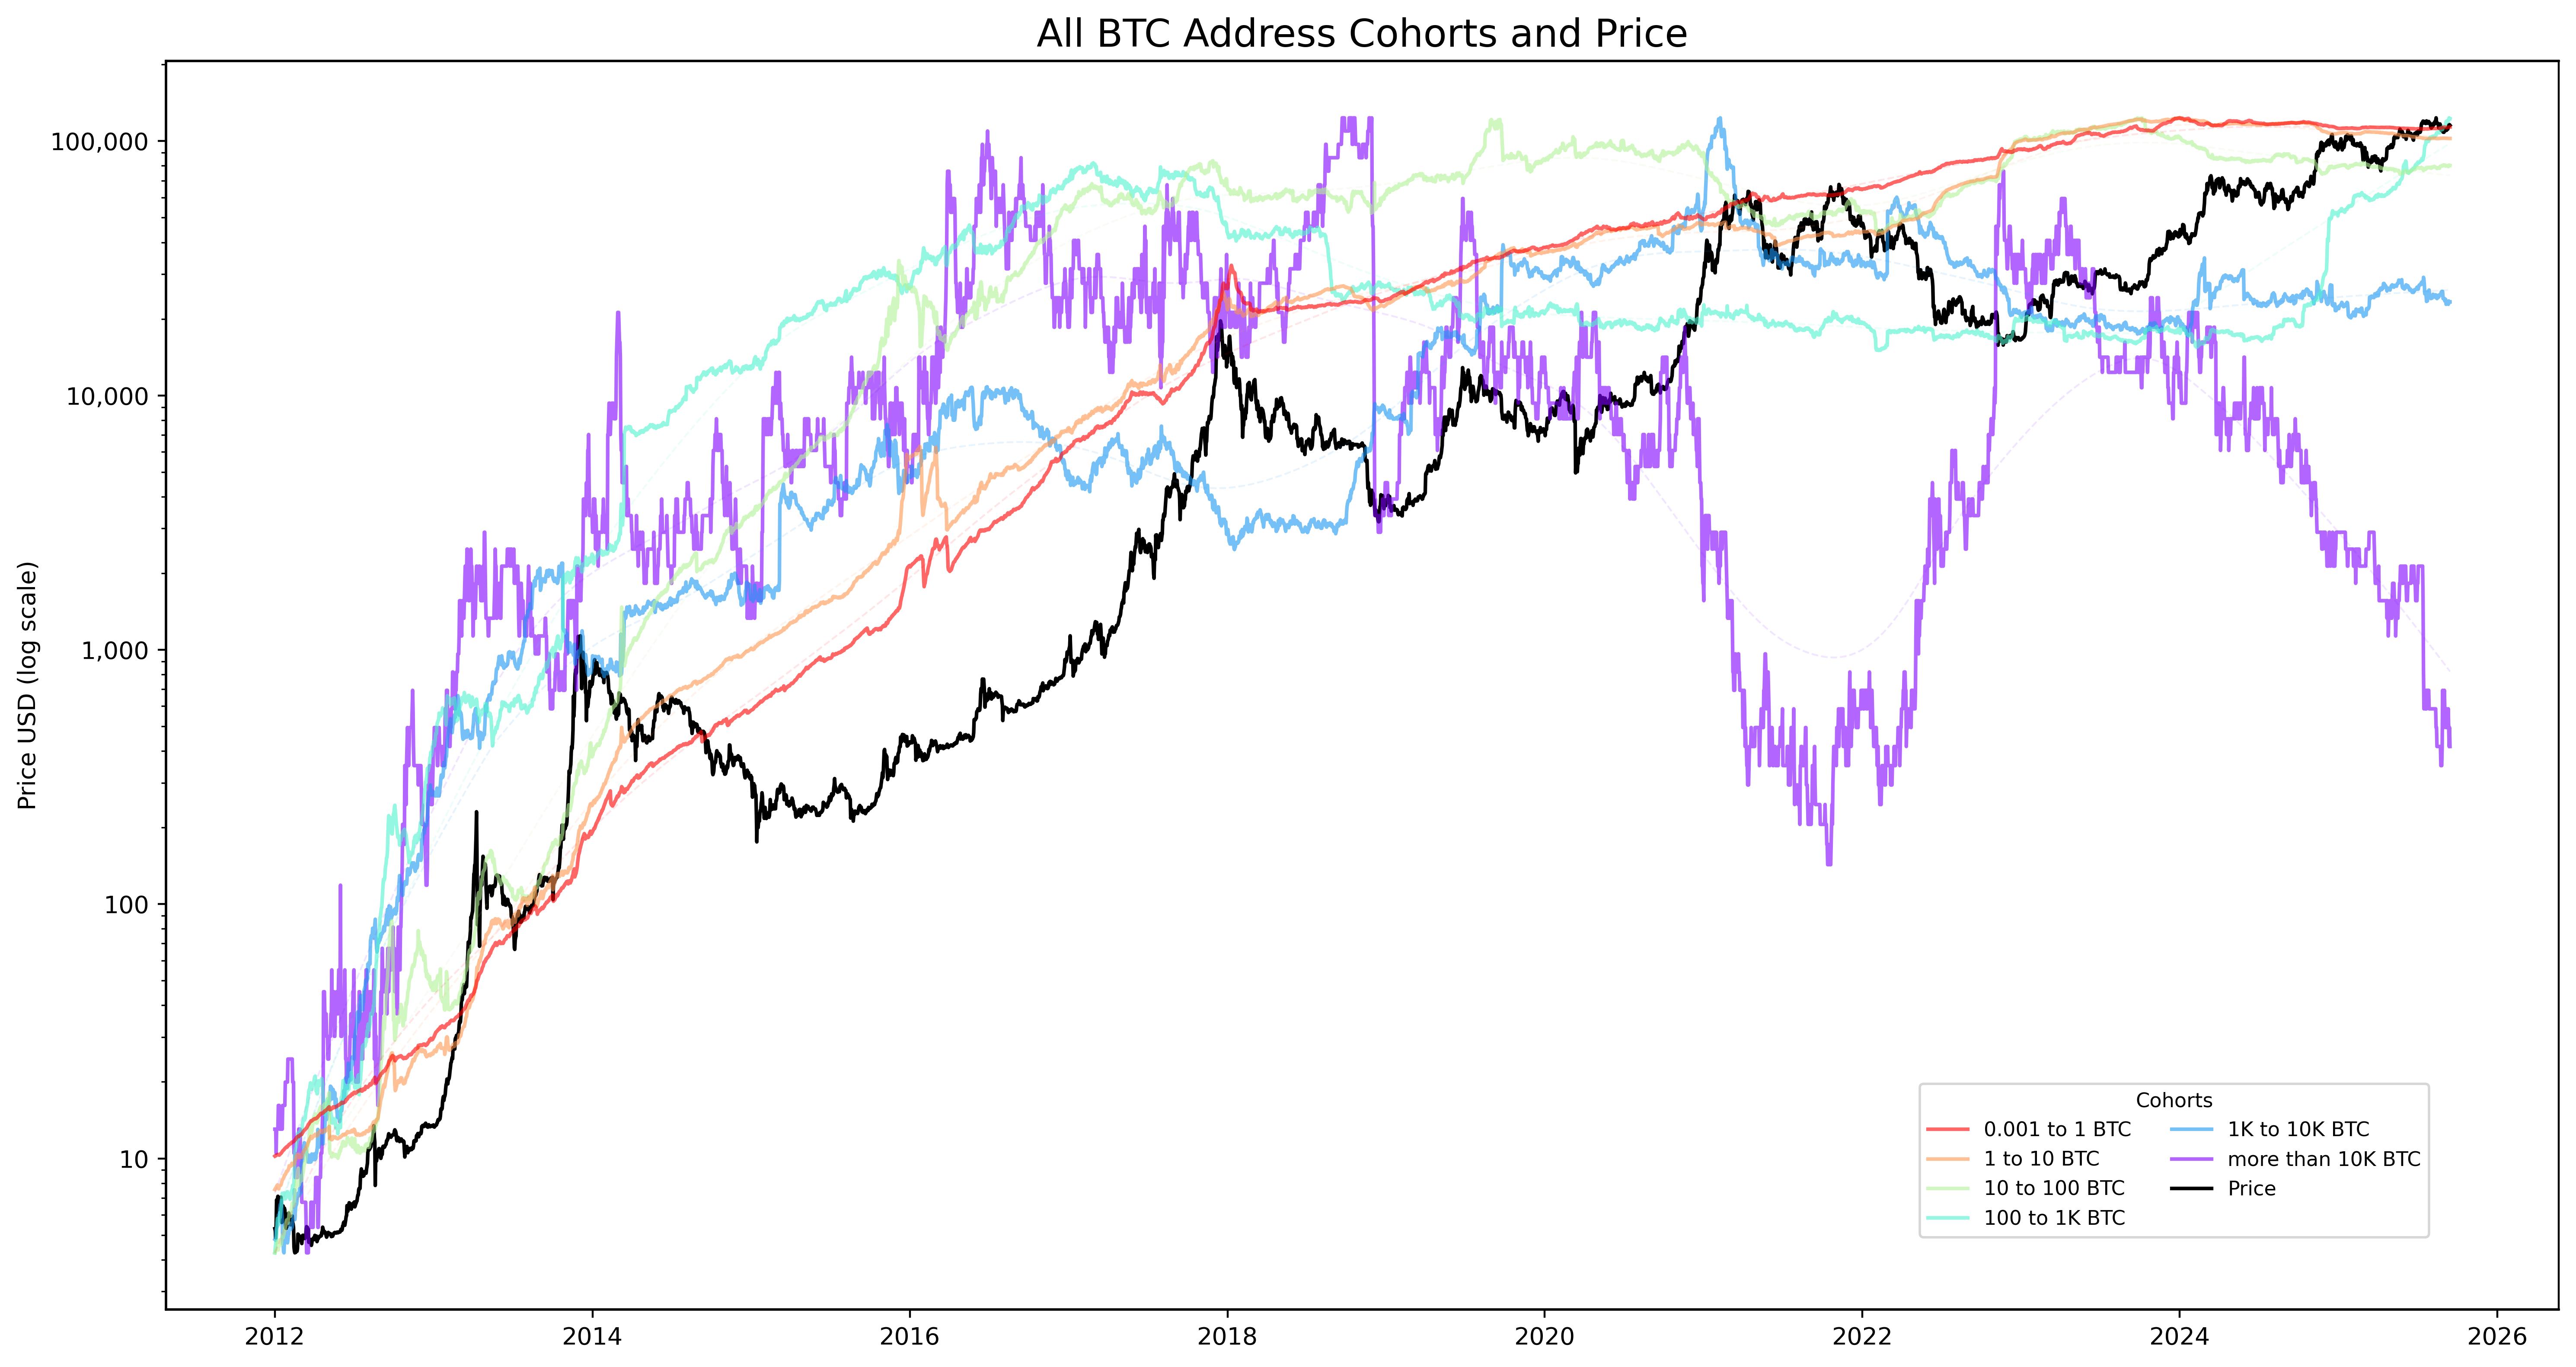 All BTC Address Cohorts and Price
Price USD (log scale)
100,000
10,000
1,000
100
10
2012
2014
2016
2018
2020
2022
2024
2026
Cohorts
0.001 to 1 BTC
1 to 10 BTC
10 to 100 BTC
100 to 1K BTC
1K to 10K BTC
more than 10K BTC
Price